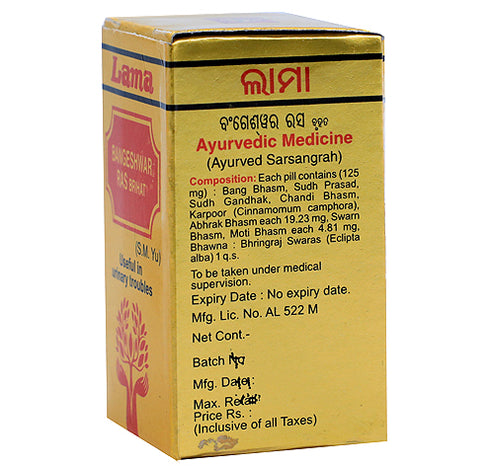 Lama
BANGESHWAR
RAS BRIHAT
(S.M. Yu)
Useful in
urinary troubles
ଲାମା
ବଂଗେଶ୍ୱର ରସ ବୃହତ
Ayurvedic Medicine
(Ayurved Sarsangrah)
Composition: Each pill contains (125
mg) : Bang Bhasm, Sudh Prasad,
Sudh Gandhak, Chandi Bhasm,
Karpoor (Cinnamomum camphora),
Abhrak Bhasm each 19.23 mg, Swarn
Bhasm, Moti Bhasm each 4.81 mg,
Bhawna : Bhringraj Swaras (Eclipta
alba) 1 q.s.
To be taken under medical
supervision.
Expiry Date : No expiry date.
Mfg. Lic. No. AL 522 M
Net Cont.-
Batch No
Mfg. Date :
Max. Retail
Price Rs. :
(Inclusive of all Taxes)